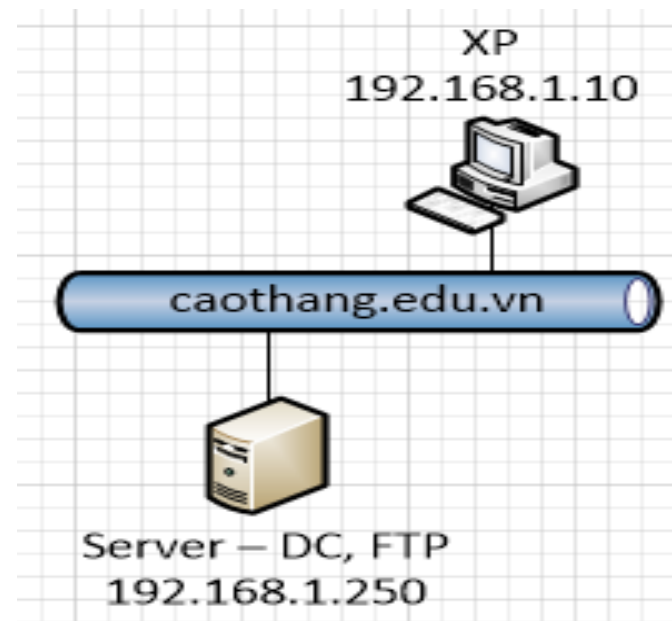 XP
192.168.1.10
caothang.edu.vn
Server – DC, FTP
192.168.1.250